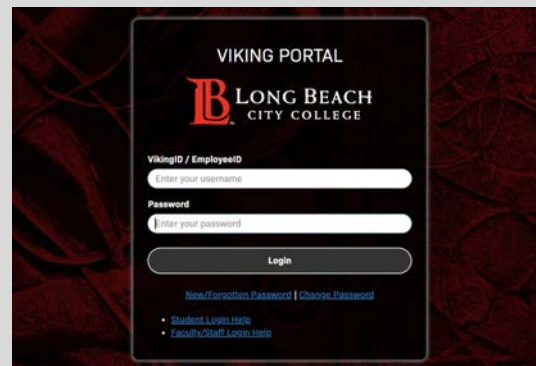 VIKING PORTAL
LB LONG BEACH
CITY COLLEGE
VikingID / EmployeeID
Enter your username
Password
Enter your password
Login
New/Forgotten Password | Change Password
Student Login Help
Faculty/Staff Login Help